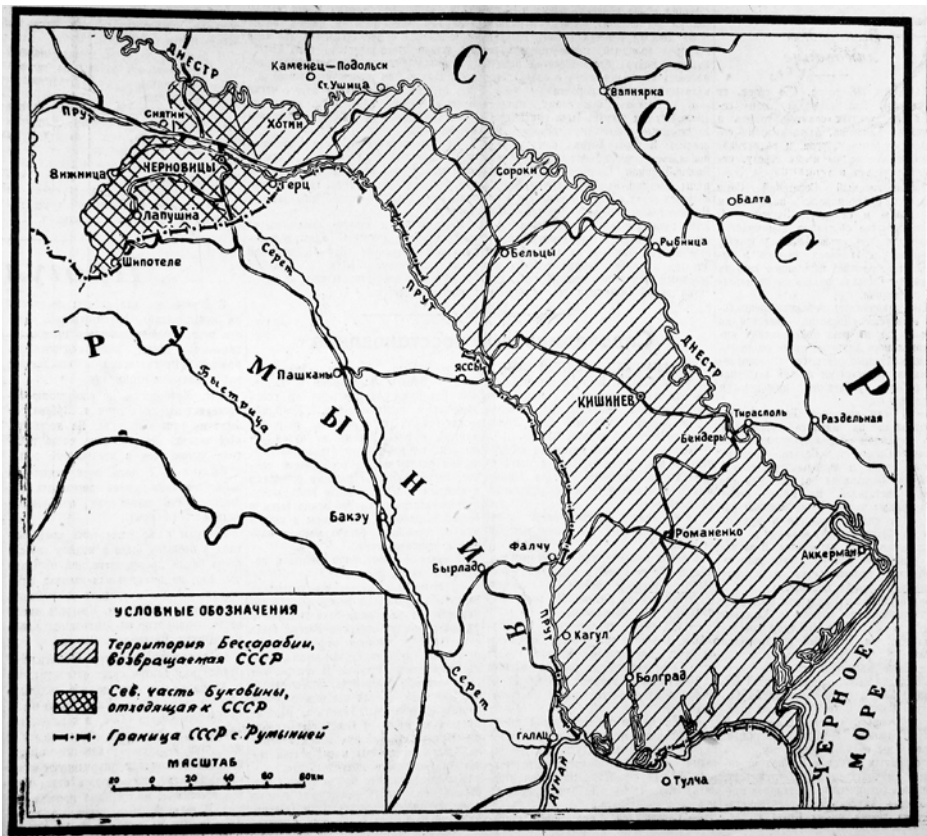 ДНЕСТР
Каменец-Подольск
С
Ст. Ушица
Вапнярка
ПРУТ
Снятин
Хотин
С
ЧЕРНОВИЦЫ
Вижница
Герц
Сороки
Балта
Лапушна
С
Рыбница
Шипотеле
Серет
Бельцы
ПРУТ
Р
У
М
Ы
Н
И
Я
ДНЕСТР
Р
Пашканы
ЯССЫ
Быстрица
КИШИНЕВ
Тирасполь
Раздельная
Бендеры
Бакэу
Романенко
Фалчу
Аккерман
Бырлад
ПРУТ
Кагул
Болград
Серет
ГАЛАЦ
Тулча
ДУНАЙ
ЧЕРНОЕ
МОРЕ
УСЛОВНЫЕ ОБОЗНАЧЕНИЯ
Территория Бессарабии,
возвращаемая СССР
Сев. часть Буковины,
отходящая к СССР
Граница СССР с Румынией
МАСШТАБ
20 0 20 40 60 80км